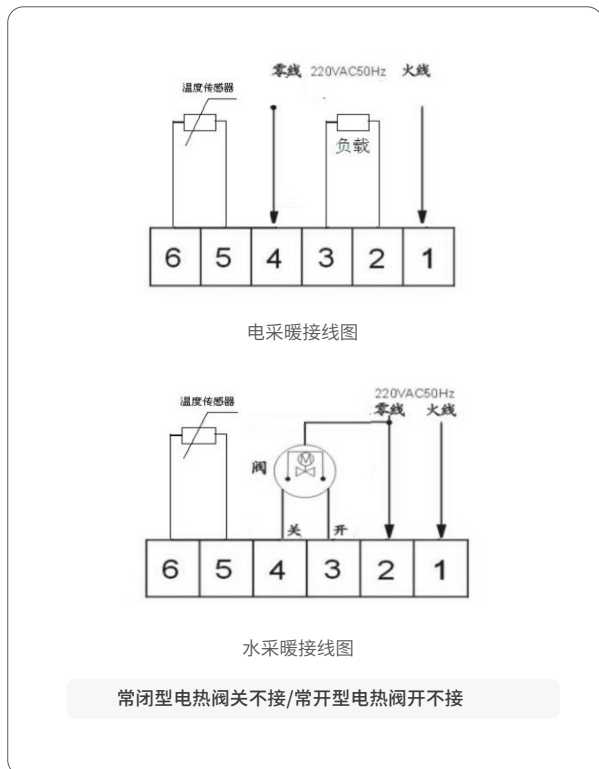 零线 220VAC50Hz 火线
温度传感器
负载
6 5 4 3 2 1
电采暖接线图
220VAC50Hz
温度传感器 零线 火线
M
阀
关 开
6 5 4 3 2 1
水采暖接线图
常闭型电热阀关不接/常开型电热阀开不接